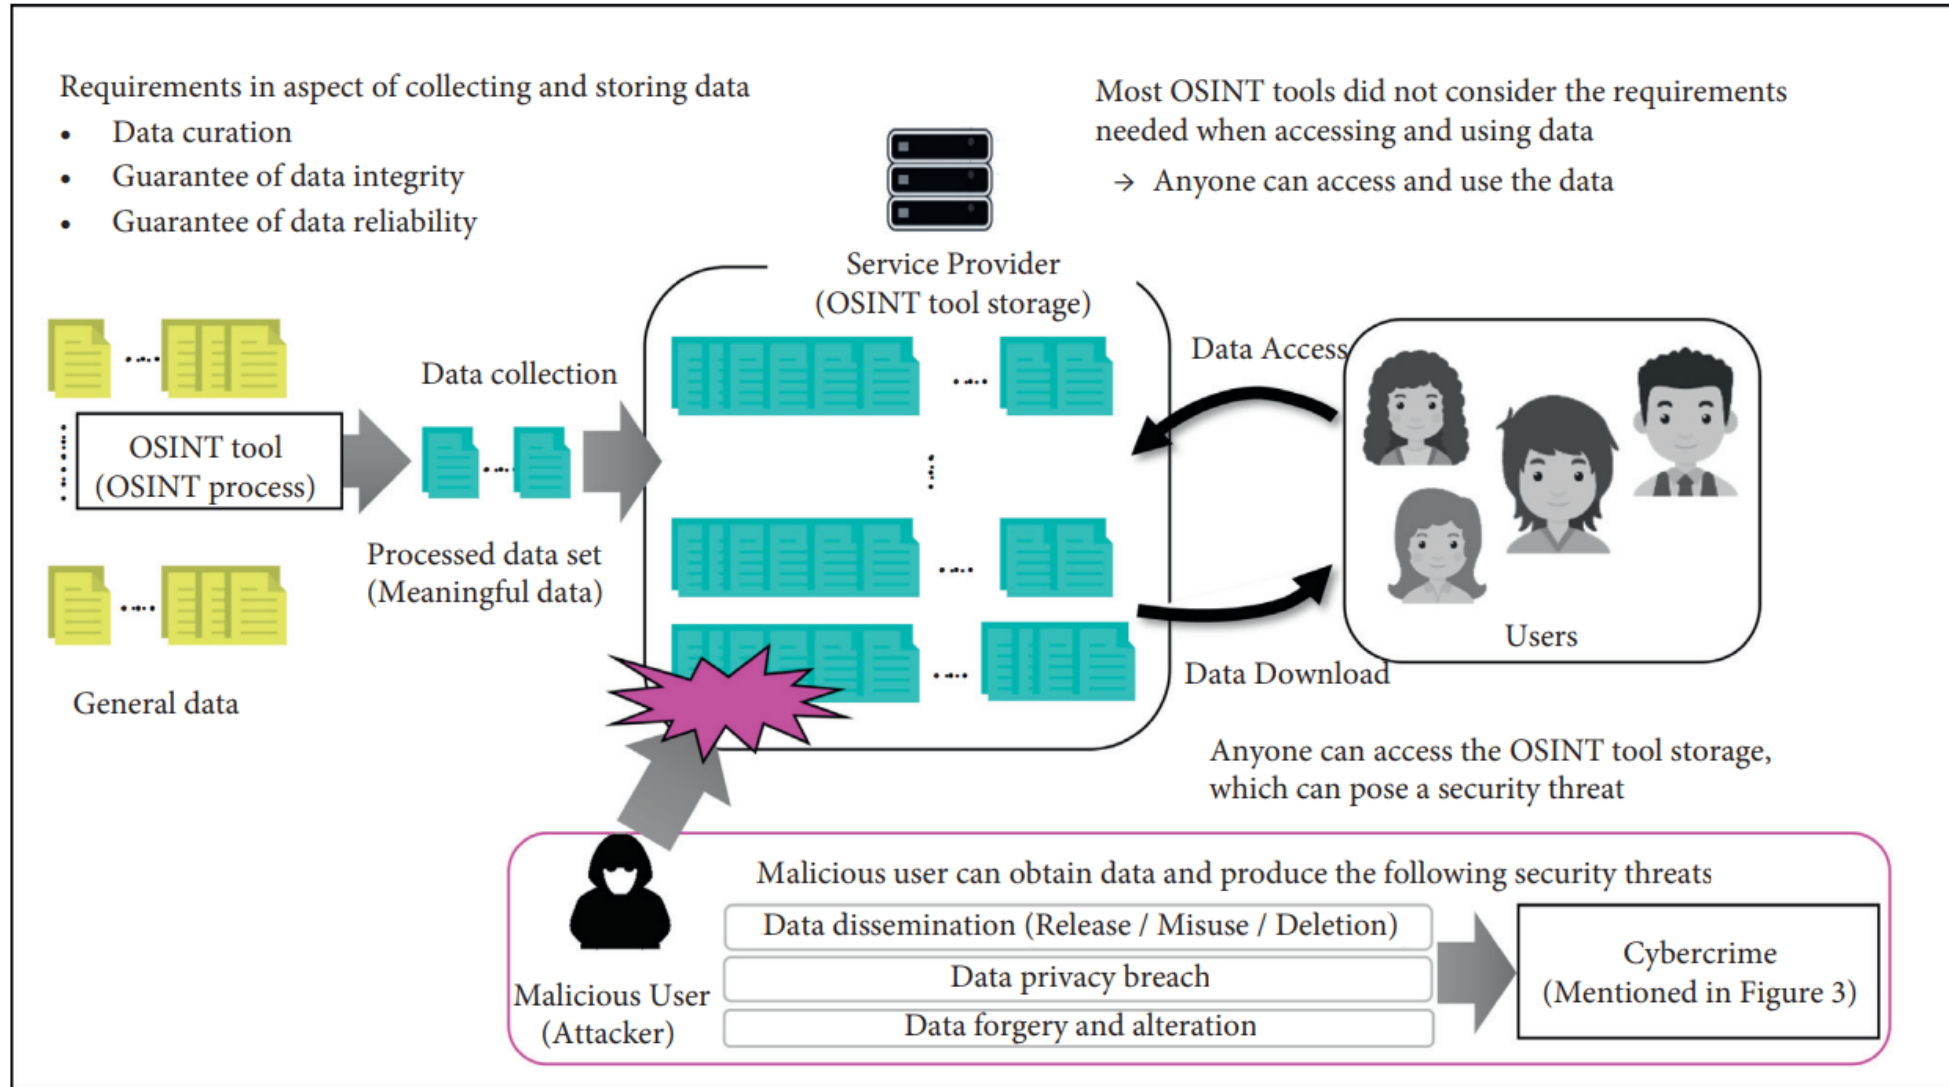 Requirements in aspect of collecting and storing data
• Data curation
• Guarantee of data integrity
• Guarantee of data reliability
Most OSINT tools did not consider the requirements
needed when accessing and using data
→ Anyone can access and use the data
Service Provider
(OSINT tool storage)
Data collection
OSINT tool
(OSINT process)
Processed data set
(Meaningful data)
General data
Data Access
Users
Data Download
Anyone can access the OSINT tool storage,
which can pose a security threat
Malicious User
(Attacker)
Malicious user can obtain data and produce the following security threats
Data dissemination (Release / Misuse / Deletion)
Data privacy breach
Data forgery and alteration
Cybercrime
(Mentioned in Figure 3)